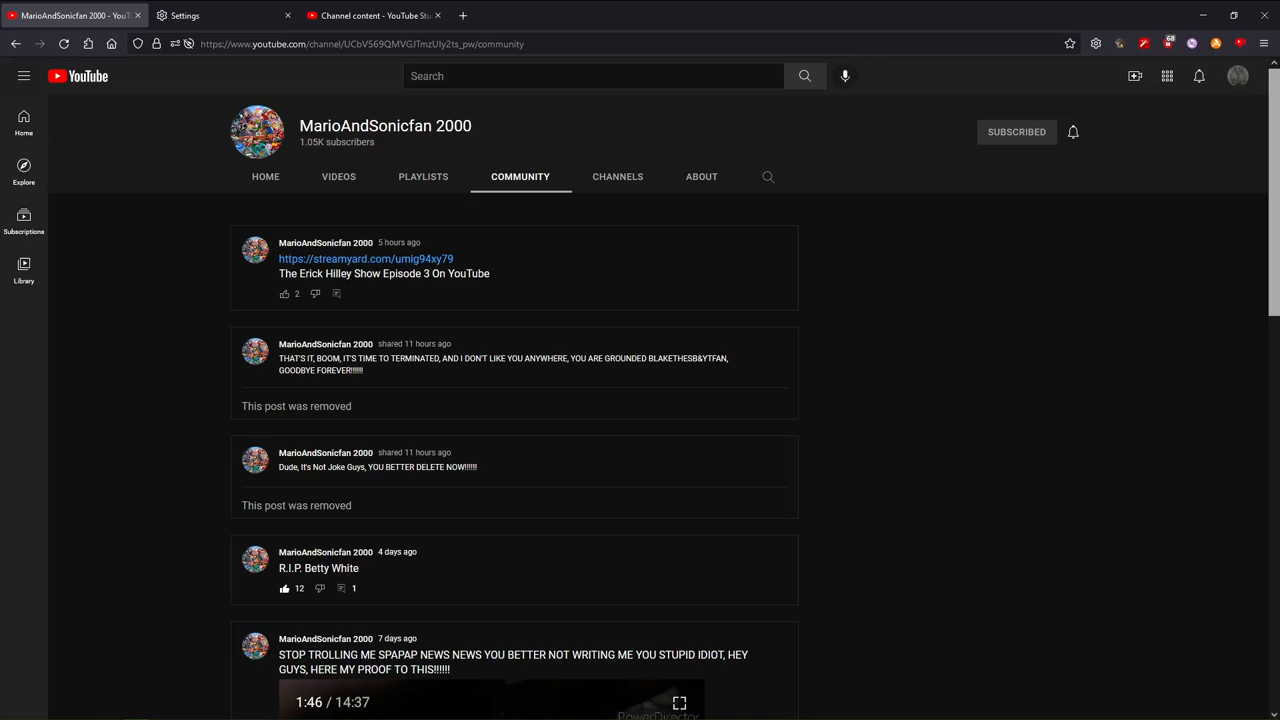 MarioAndSonicfan 2000 - YouT
Settings
Channel content - YouTube Stu
https://www.youtube.com/channel/UCbV569QMVGJTmzUIy2ts_pw/community
68
YouTube
Search
Home
Explore
Subscriptions
Library
MarioAndSonicfan 2000
1.05K subscribers
SUBSCRIBED
HOME
VIDEOS
PLAYLISTS
COMMUNITY
CHANNELS
ABOUT
MarioAndSonicfan 2000 5 hours ago
https://streamyard.com/umig94xy79
The Erick Hilley Show Episode 3 On YouTube
2
MarioAndSonicfan 2000 shared 11 hours ago
THAT'S IT, BOOM, IT'S TIME TO TERMINATED, AND I DON'T LIKE YOU ANYWHERE, YOU ARE GROUNDED BLAKETHESB&YTFAN,
GOODBYE FOREVER!!!!!!
This post was removed
MarioAndSonicfan 2000 shared 11 hours ago
Dude, It's Not Joke Guys, YOU BETTER DELETE NOW!!!!!!
This post was removed
MarioAndSonicfan 2000 4 days ago
R.I.P. Betty White
12 1
MarioAndSonicfan 2000 7 days ago
STOP TROLLING ME SPAPAP NEWS NEWS YOU BETTER NOT WRITING ME YOU STUPID IDIOT, HEY
GUYS, HERE MY PROOF TO THIS!!!!!!
1:46 / 14:37
PowerDirector